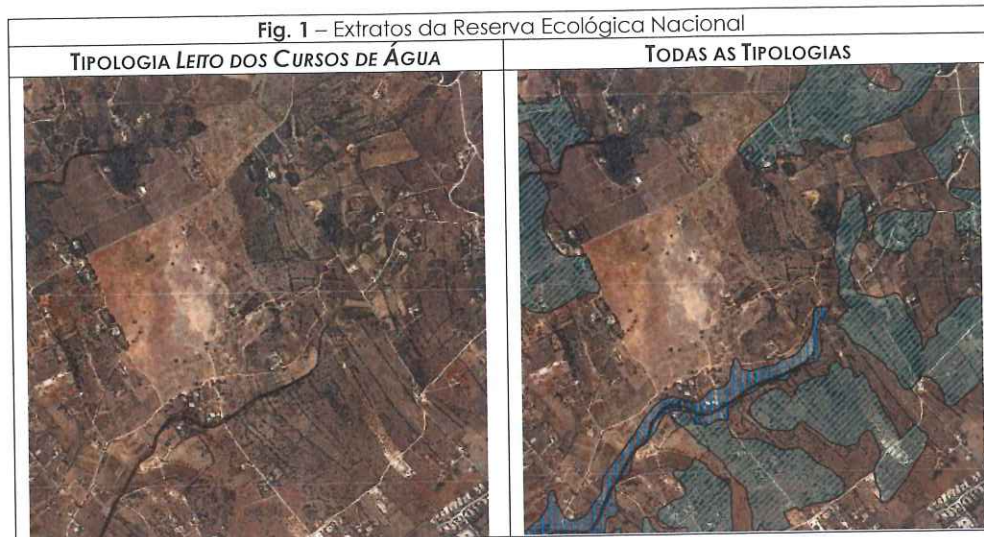 Fig. 1 – Extratos da Reserva Ecológica Nacional
TIPOLOGIA LEITO DOS CURSOS DE ÁGUA
TODAS AS TIPOLOGIAS